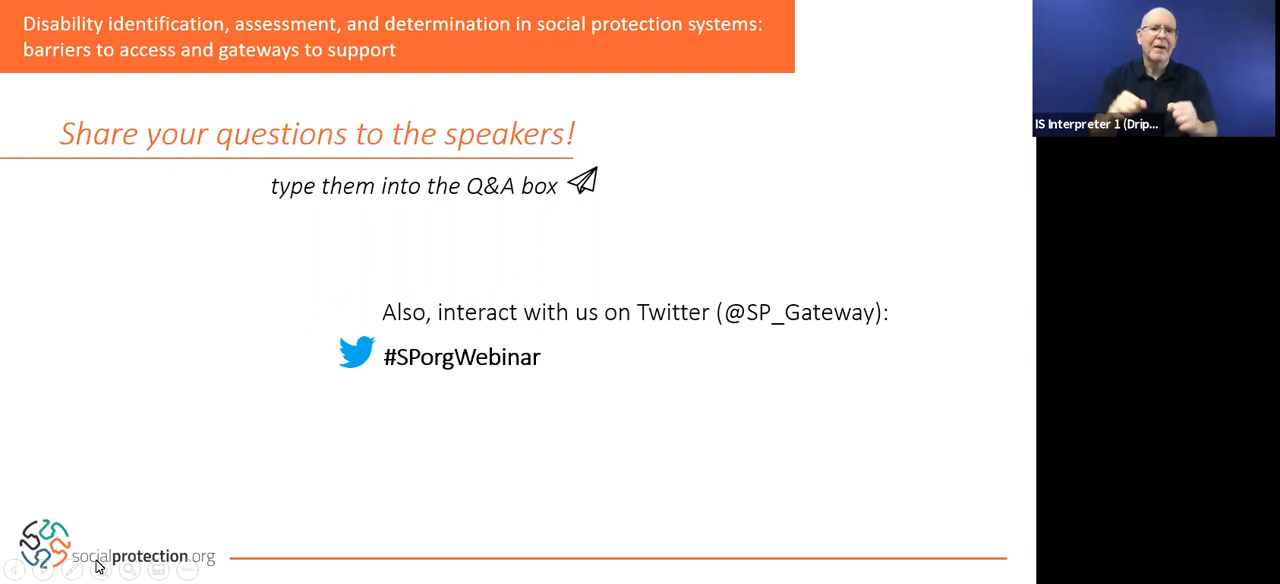 Disability identification, assessment, and determination in social protection systems:
barriers to access and gateways to support
Share your questions to the speakers!
type them into the Q&A box
Also, interact with us on Twitter (@SP_Gateway):
#SPorgWebinar
IS Interpreter 1 (Drip...
socialprotection.org